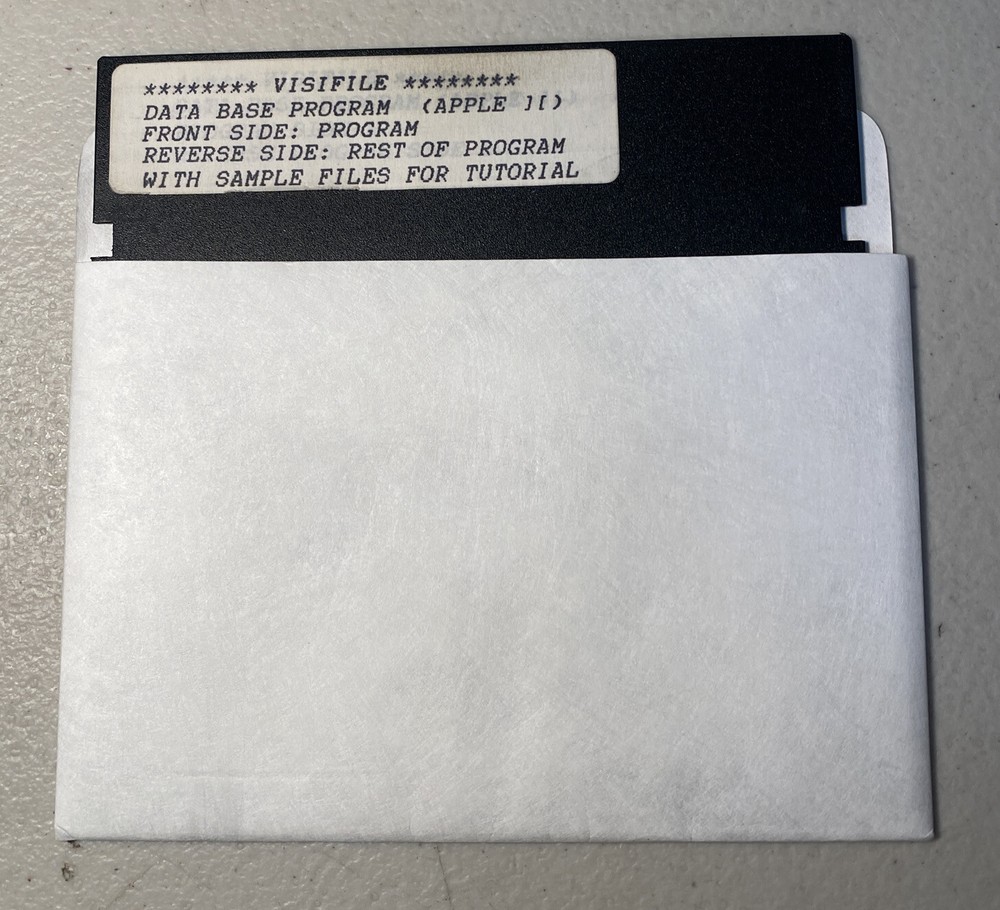 ******** VISIFILE ********
DATA BASE PROGRAM (APPLE ][)
FRONT SIDE: PROGRAM
REVERSE SIDE: REST OF PROGRAM
WITH SAMPLE FILES FOR TUTORIAL